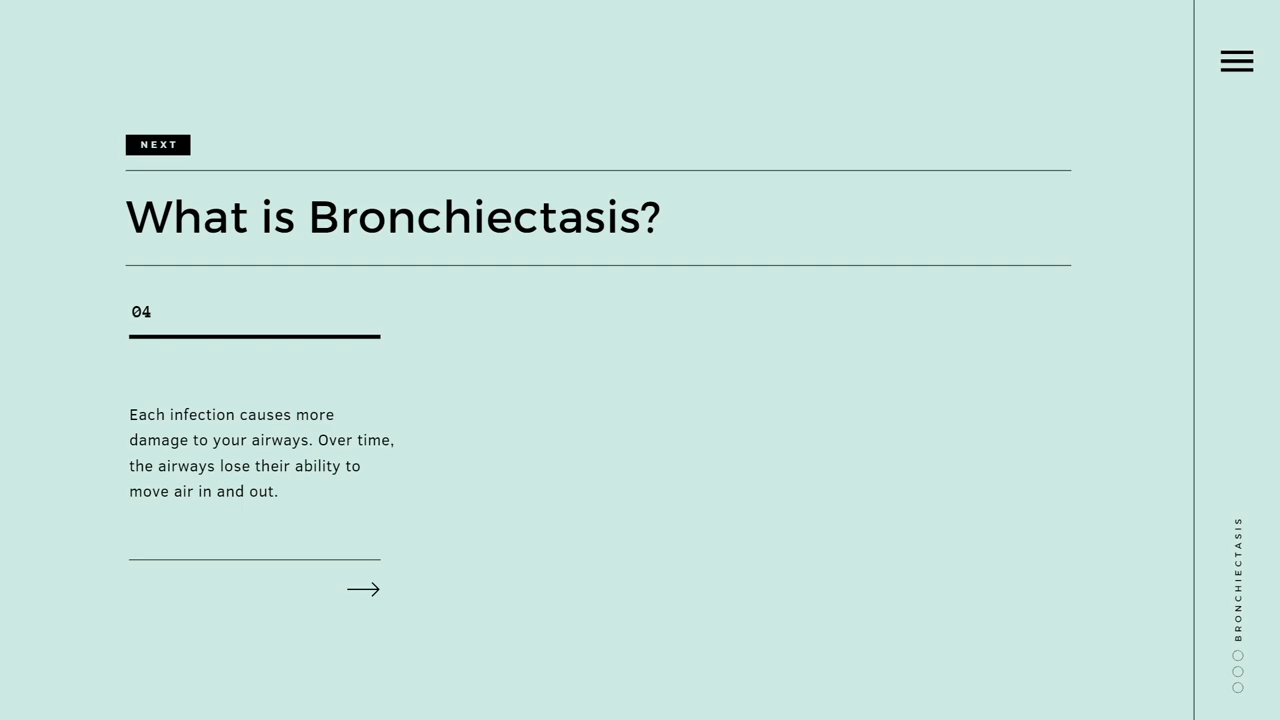 NEXT
What is Bronchiectasis?
04
Each infection causes more
damage to your airways. Over time,
the airways lose their ability to
move air in and out.
BRONCHIECTASIS